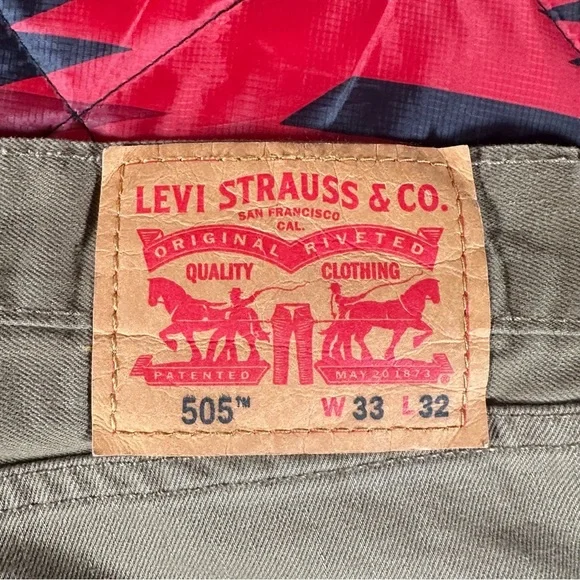 LEVI STRAUSS & CO.
SAN FRANCISCO
CAL.
ORIGINAL RIVETED
QUALITY CLOTHING
PATENTED MAY 20 1873
505™ W 33 L 32